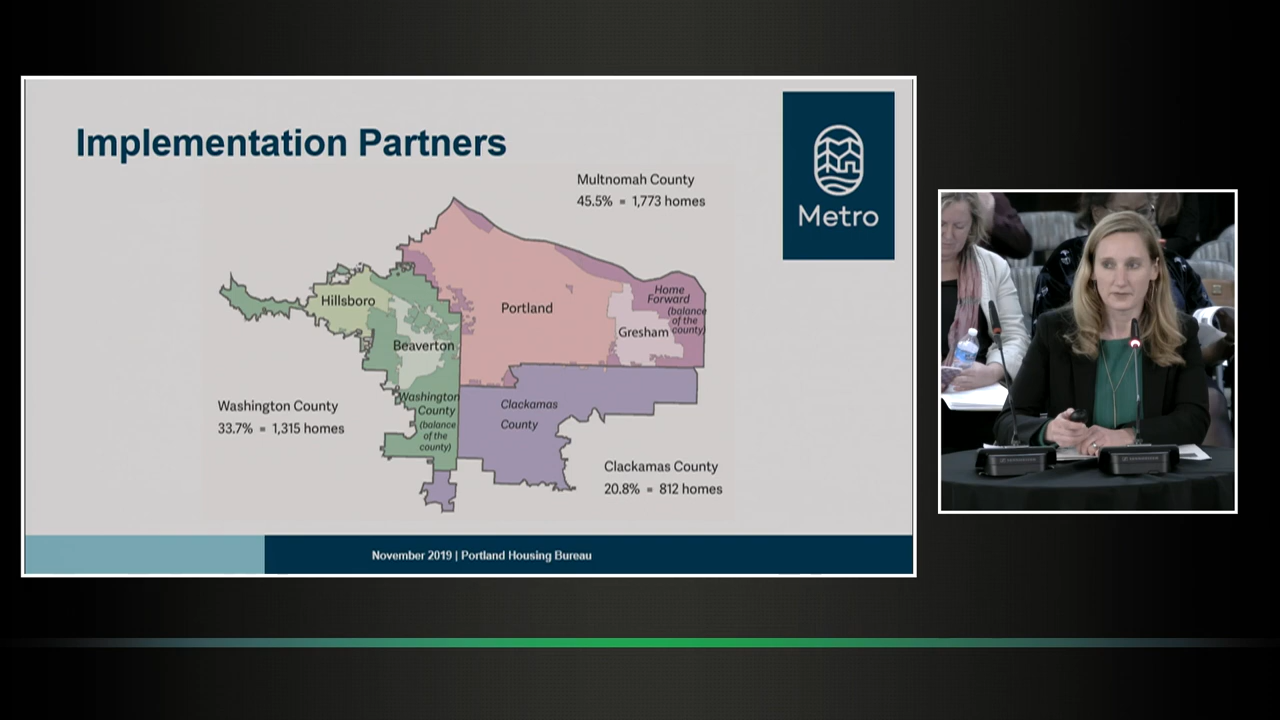 Implementation Partners
Metro
Multnomah County
45.5% = 1,773 homes
Hillsboro
Portland
Home
Forward
(balance
of the
county)
Gresham
Beaverton
Washington
County
(balance
of the
county)
Clackamas
County
Washington County
33.7% = 1,315 homes
Clackamas County
20.8% = 812 homes
November 2019 | Portland Housing Bureau